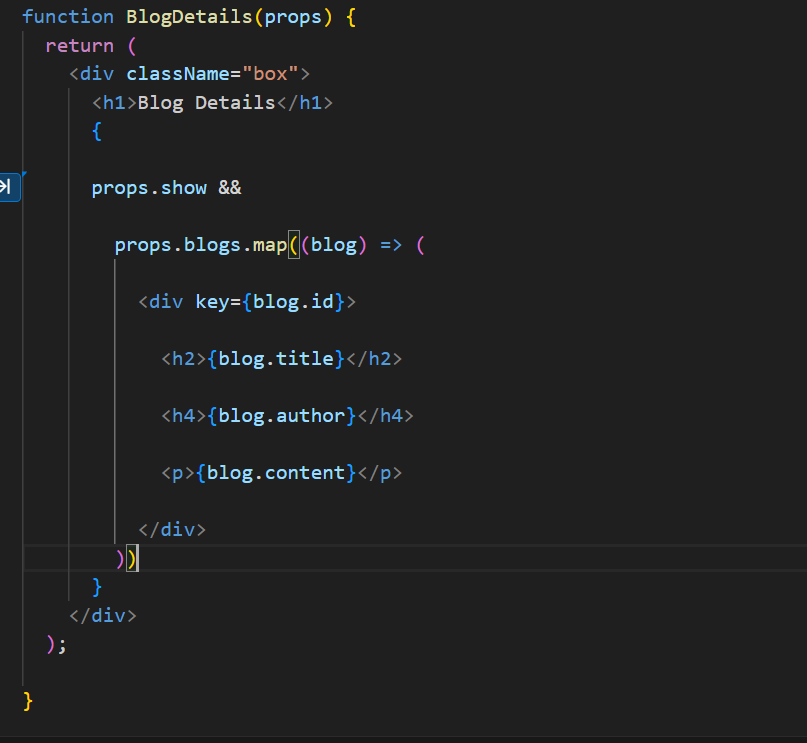 function BlogDetails(props) {
return (
<div className="box">
<h1>Blog Details</h1>
{
props.show &&
props.blogs.map((blog) => (
<div key={blog.id}>
<h2>{blog.title}</h2>
<h4>{blog.author}</h4>
<p>{blog.content}</p>
</div>
))
}
</div>
);
}